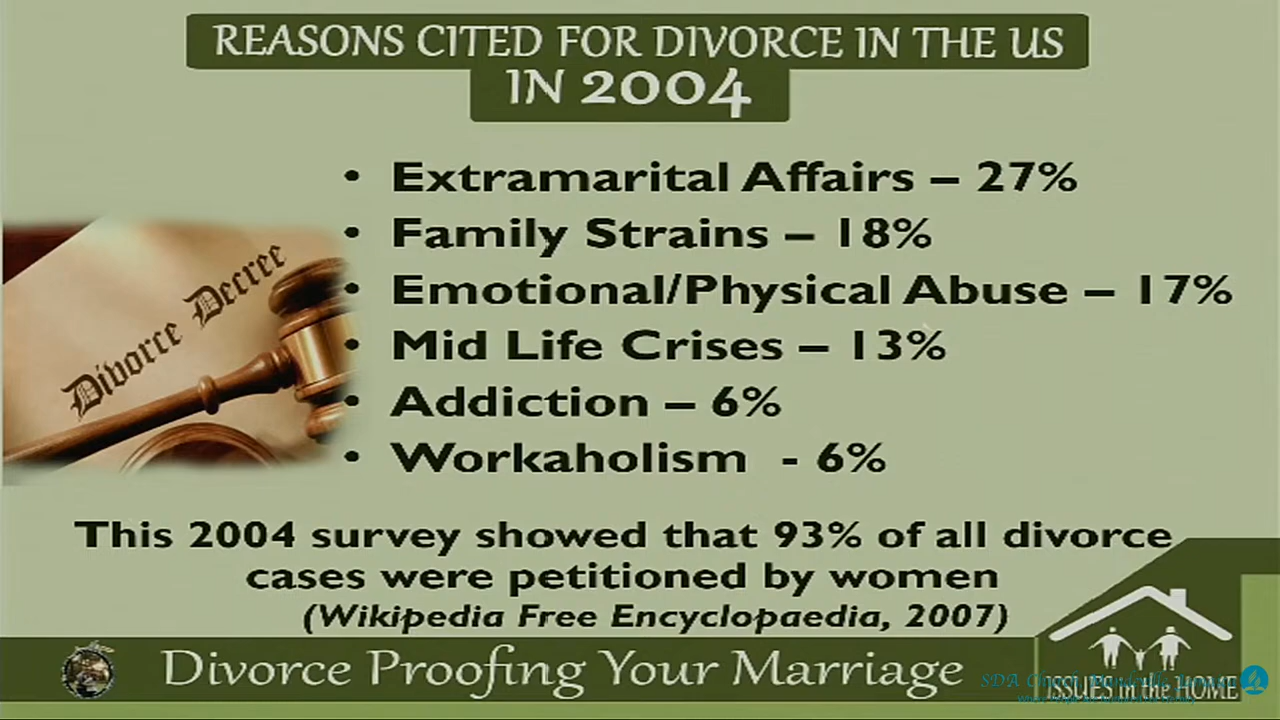 REASONS CITED FOR DIVORCE IN THE US
IN 2004
• Extramarital Affairs – 27%
• Family Strains – 18%
• Emotional/Physical Abuse – 17%
• Mid Life Crises – 13%
• Addiction – 6%
• Workaholism - 6%
Divorce Decree
This 2004 survey showed that 93% of all divorce
cases were petitioned by women
(Wikipedia Free Encyclopaedia, 2007)
Divorce Proofing Your Marriage
SDA Church
ISSUES in the HOME